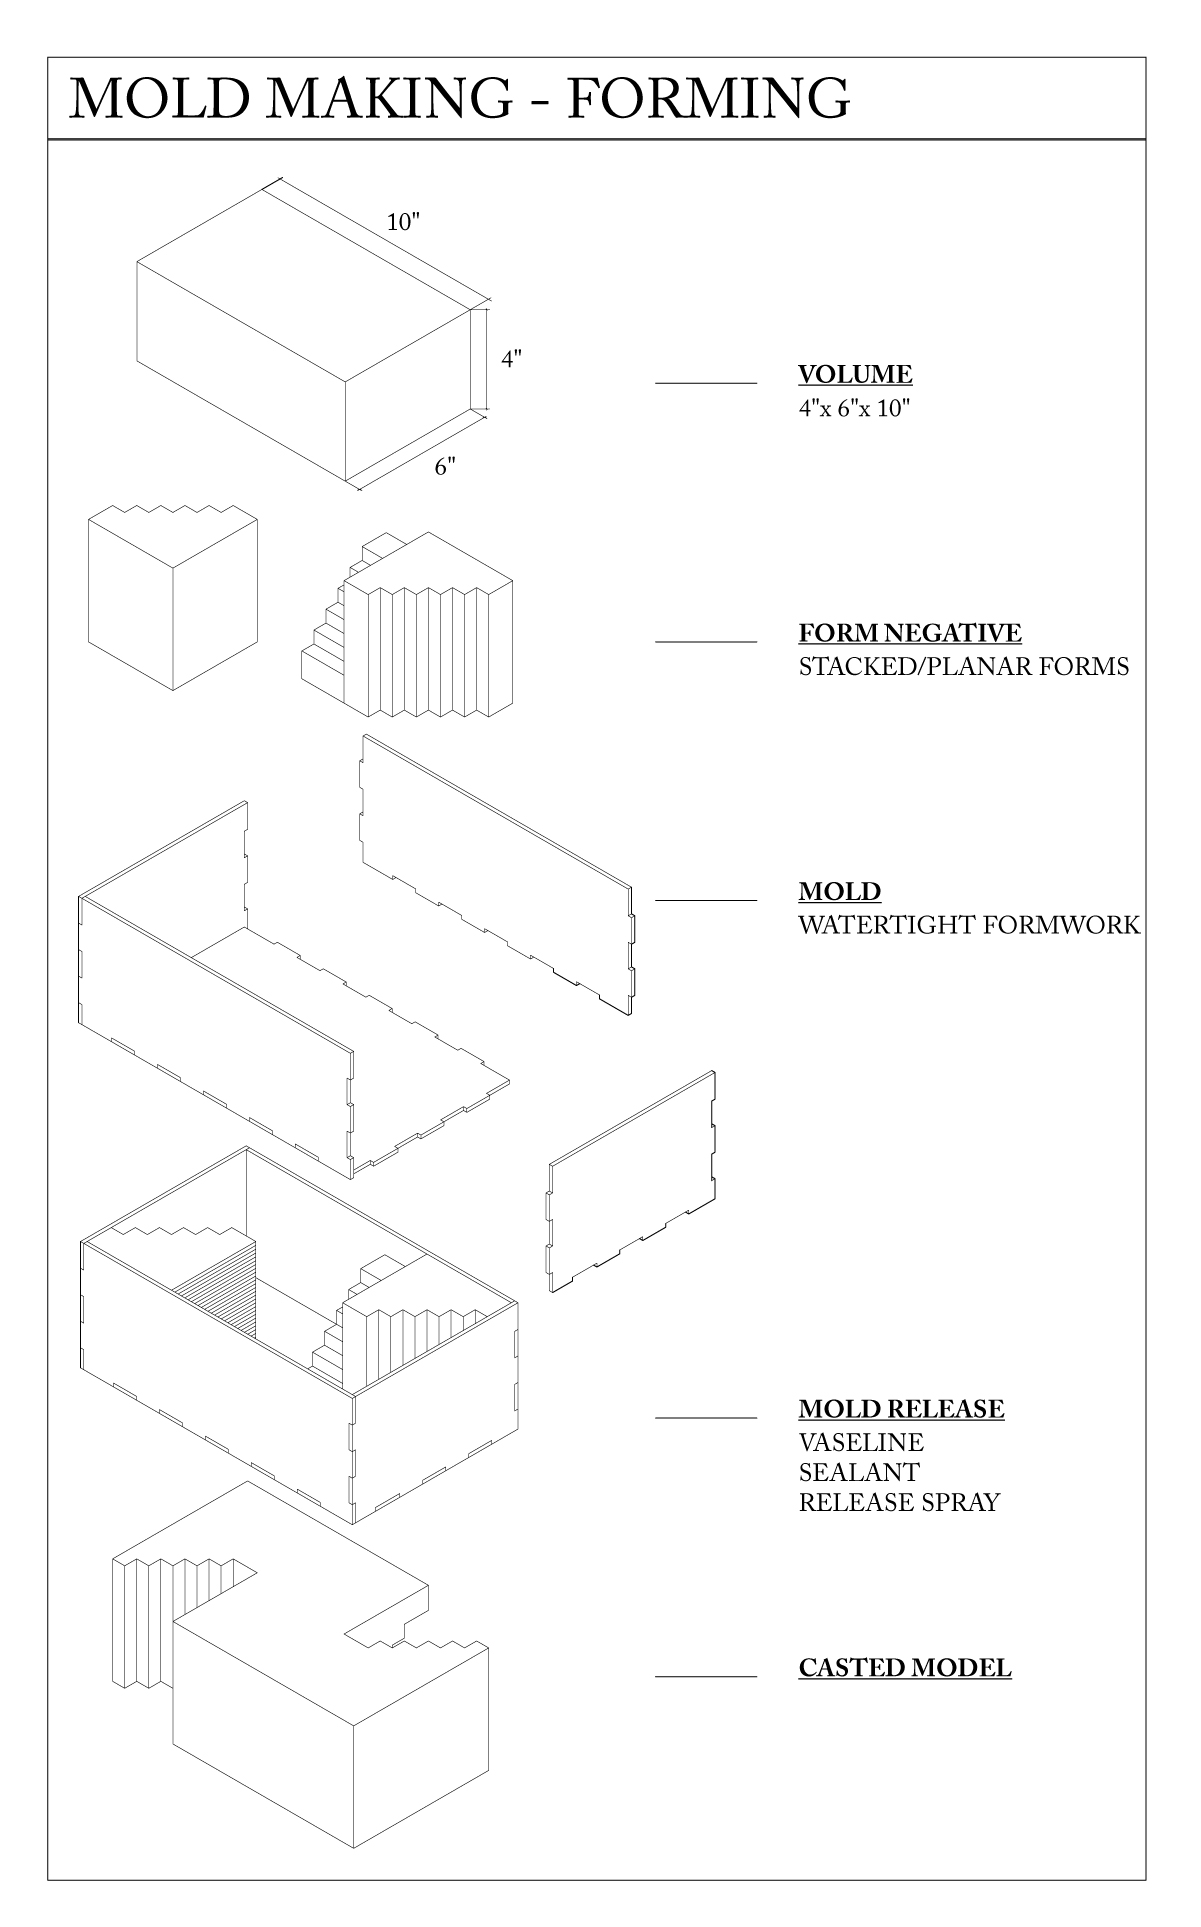 MOLD MAKING - FORMING
10"
4"
6"
VOLUME
4"x 6"x 10"
FORM NEGATIVE
STACKED/PLANAR FORMS
MOLD
WATERTIGHT FORMWORK
MOLD RELEASE
VASELINE
SEALANT
RELEASE SPRAY
CASTED MODEL